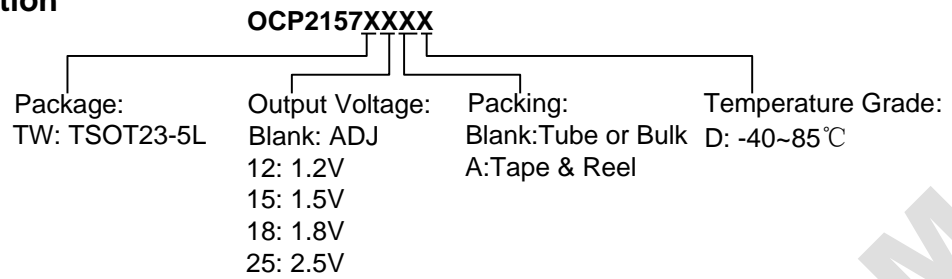 tion
OCP2157XXXX
Package:
TW: TSOT23-5L
Output Voltage:
Blank: ADJ
12: 1.2V
15: 1.5V
18: 1.8V
25: 2.5V
Packing:
Blank:Tube or Bulk
A:Tape & Reel
Temperature Grade:
D: -40~85℃